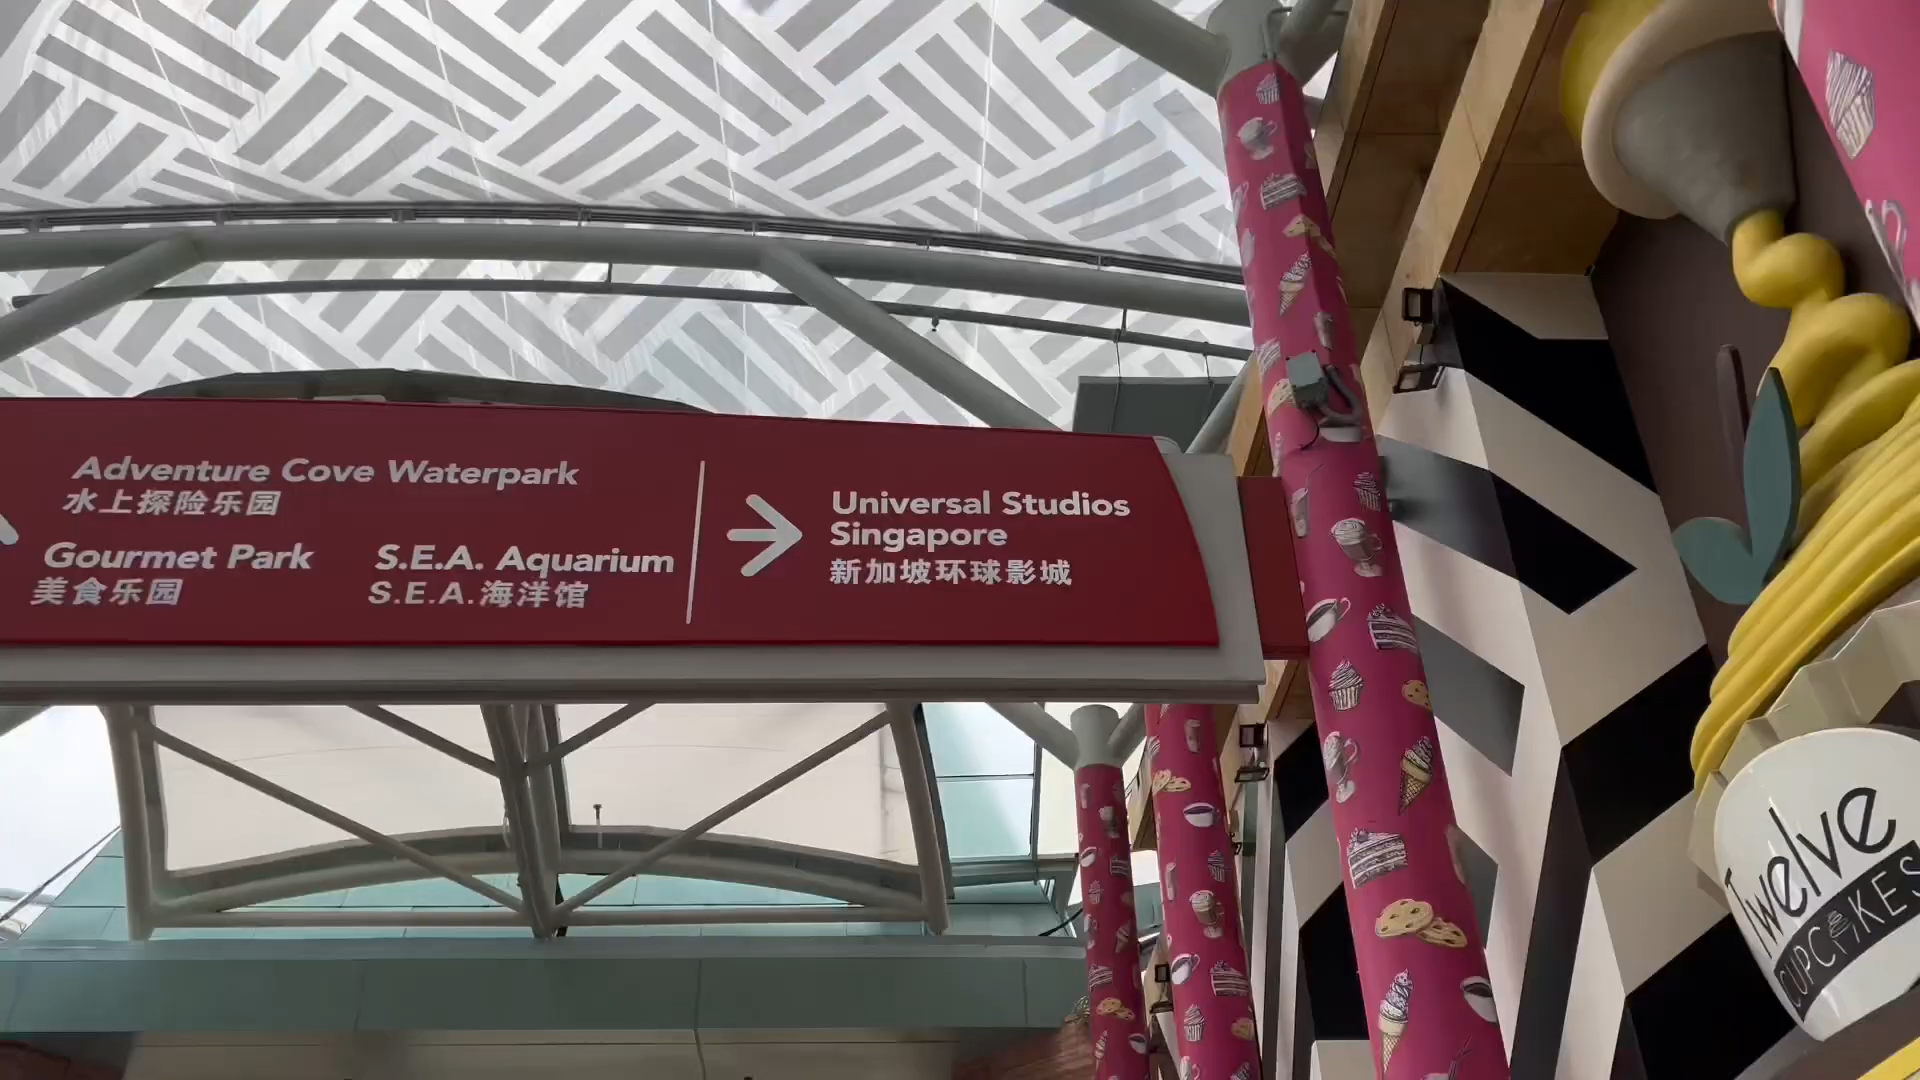 Adventure Cove Waterpark
水上探险乐园
Gourmet Park
美食乐园
S.E.A. Aquarium
S.E.A.海洋馆
Universal Studios
Singapore
新加坡环球影城
Twelve
CUPCAKES